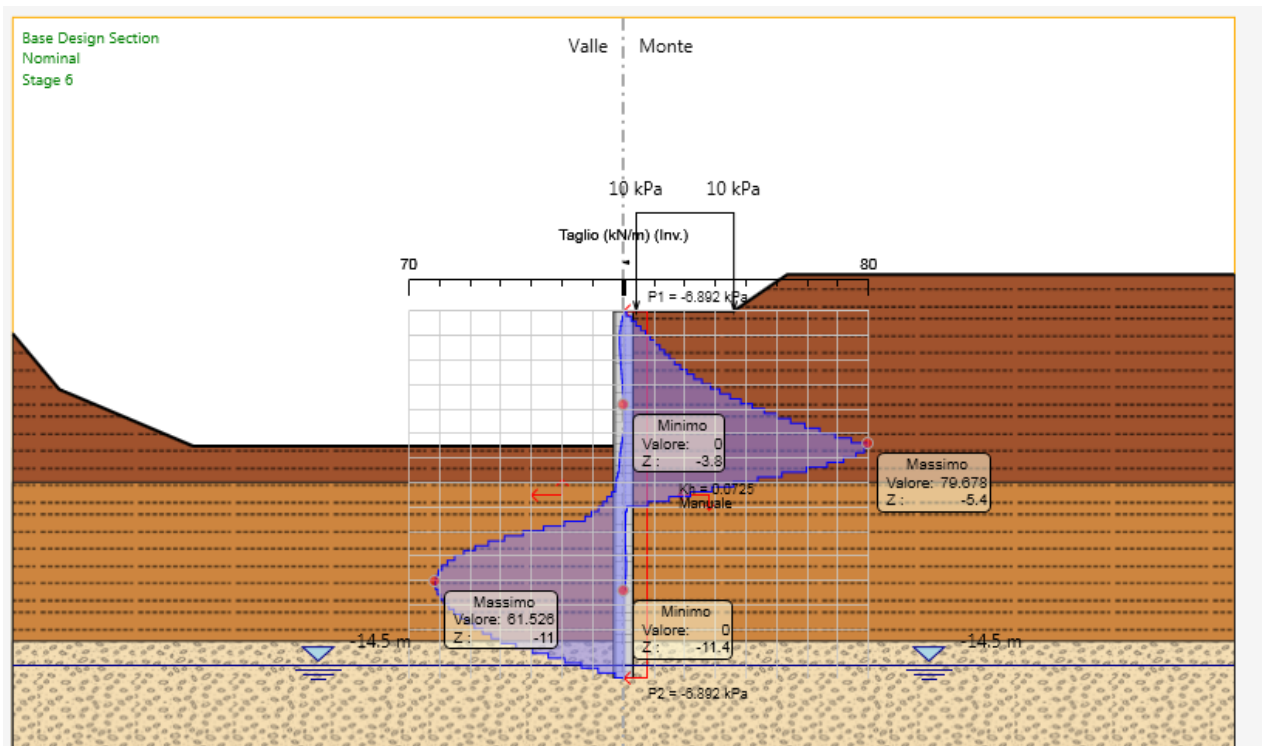 Base Design Section
Nominal
Stage 6
Valle
Monte
10 kPa
10 kPa
Taglio (kN/m) (Inv.)
70
80
P1 = -6.892 kPa
Minimo
Valore: 0
Z : -3.8
Massimo
Valore: 79.678
Z : -5.4
Kh = 0.0725
Manuale
Massimo
Valore: 61.526
Z : -11
Minimo
Valore: 0
Z : -11.4
-14.5 m
-14.5 m
P2 = -6.892 kPa